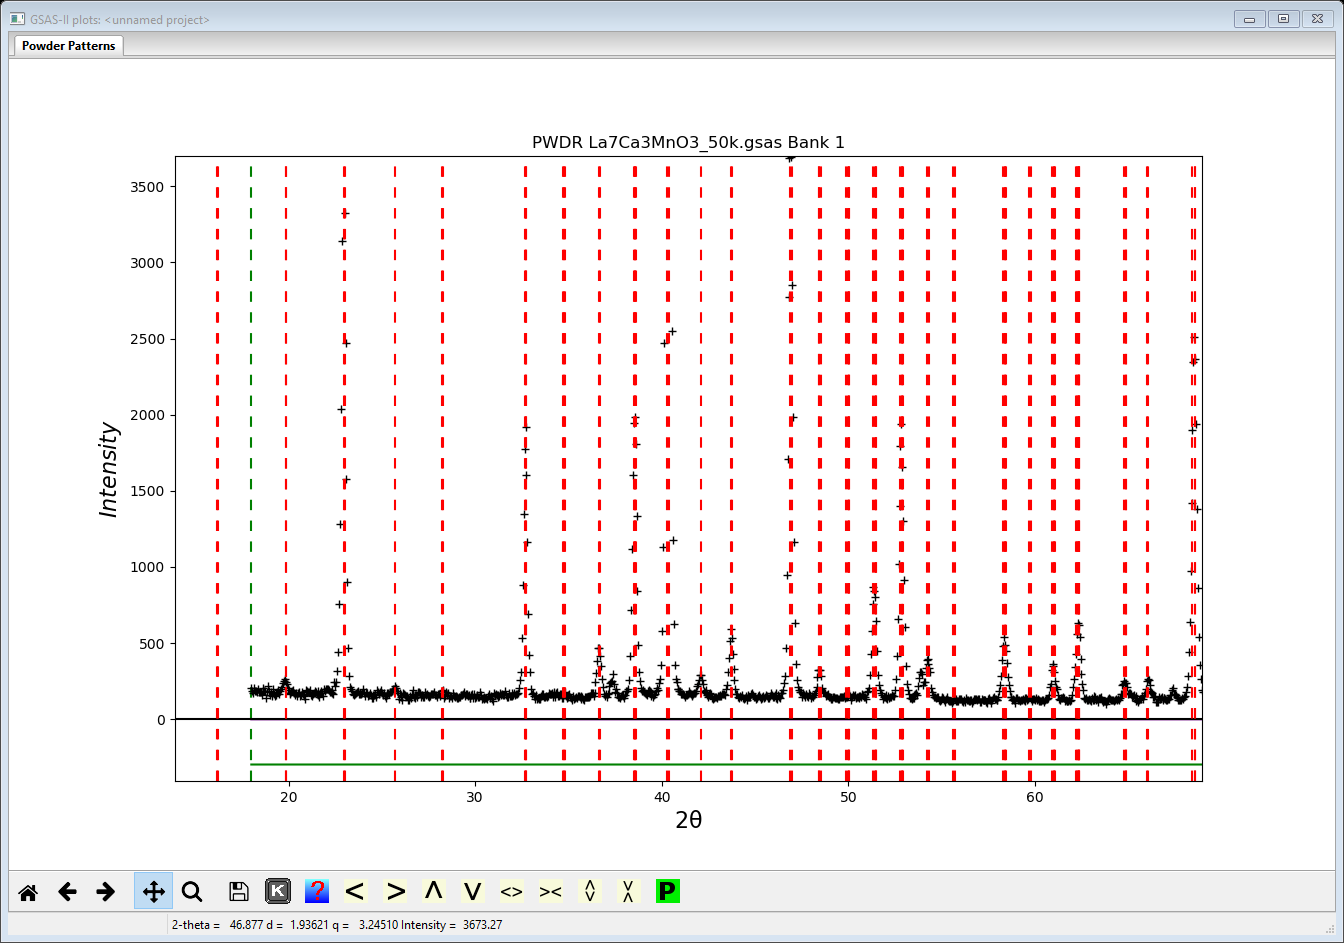 GSAS-II plots: <unnamed project>
Powder Patterns
PWDR La7Ca3MnO3_50k.gsas Bank 1
3500
3000
2500
2000
1500
1000
500
0
Intensity
20 30 40 50 60
2θ
K ? < > Λ V <> >< P
2-theta = 46.877 d = 1.93621 q = 3.24510 Intensity = 3673.27